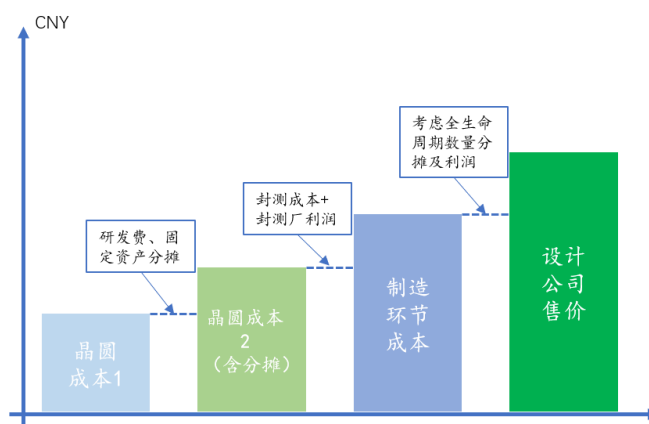 CNY
考虑全生命
周期数量分
摊及利润
封测成本+
封测厂利润
研发费、固
定资产分摊
晶圆
成本1
晶圆成本
2
（含分摊）
制造
环节
成本
设计
公司
售价